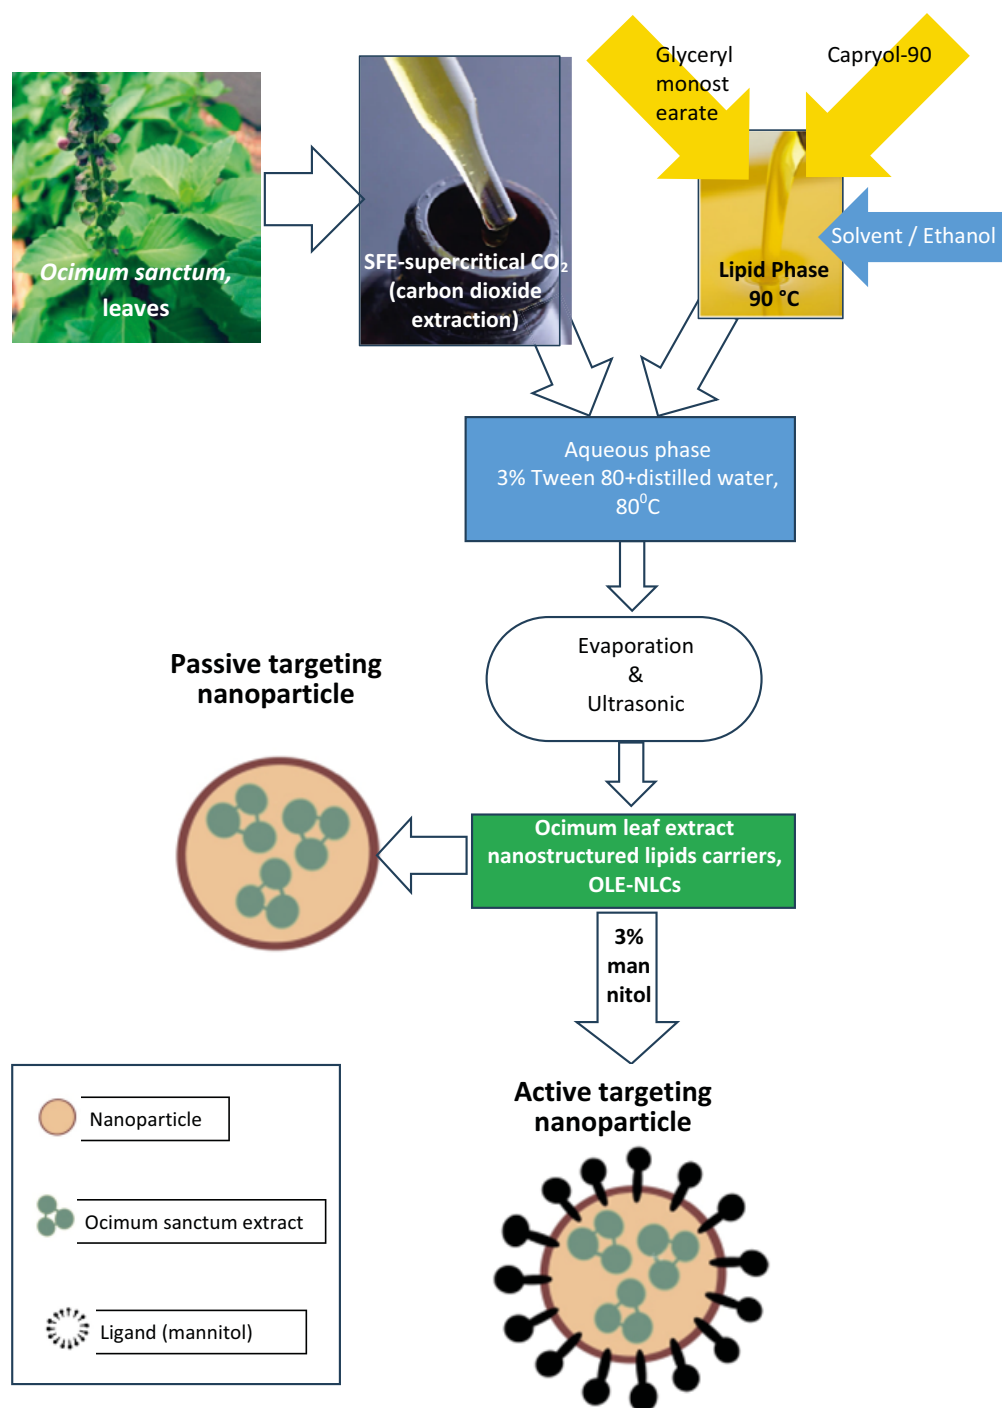 Glyceryl
monost
earate
Capryol-90
Ocimum sanctum,
leaves
SFE-supercritical CO₂
(carbon dioxide
extraction)
Solvent / Ethanol
Lipid Phase
90 °C
Aqueous phase
3% Tween 80+distilled water,
80⁰C
Evaporation
&
Ultrasonic
Passive targeting
nanoparticle
Ocimum leaf extract
nanostructured lipids carriers,
OLE-NLCs
3%
man
nitol
Active targeting
nanoparticle
Nanoparticle
Ocimum sanctum extract
Ligand (mannitol)